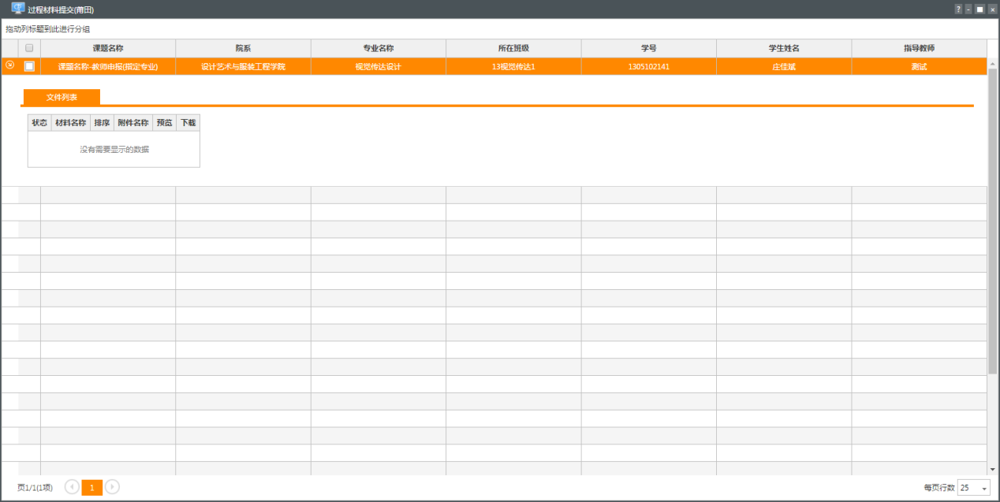 过程材料提交(莆田)
? - ■ ×
拖动列标题到此进行分组
课题名称 院系 专业名称 所在班级 学号 学生姓名 指导教师
课题名称-教师申报(指定专业) 设计艺术与服装工程学院 视觉传达设计 13视觉传达1 1305102141 庄佳斌 测试
文件列表
状态 材料名称 排序 附件名称 预览 下载
没有需要显示的数据
页1/1(1项) 1 每页行数 25